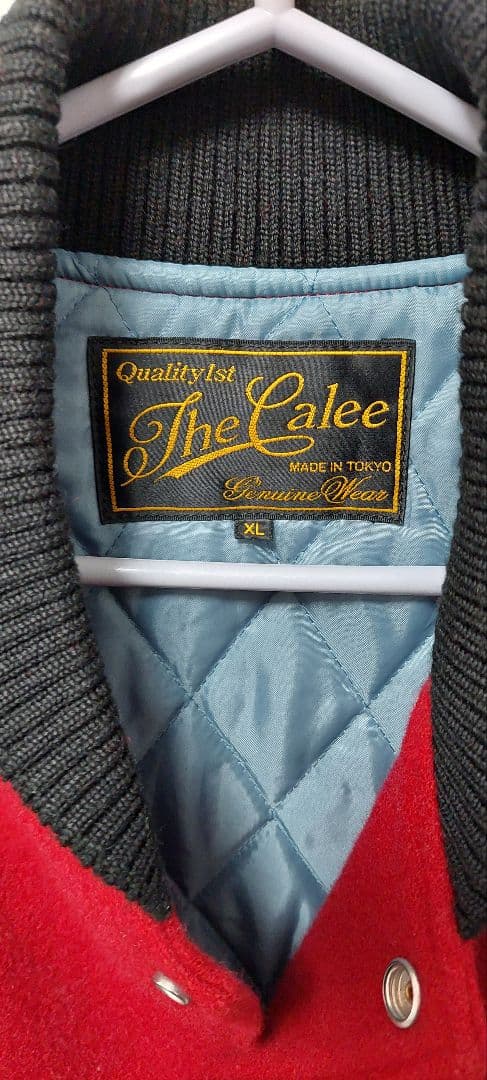 Quality 1st
The Calee
MADE IN TOKYO
Genuine Wear
XL